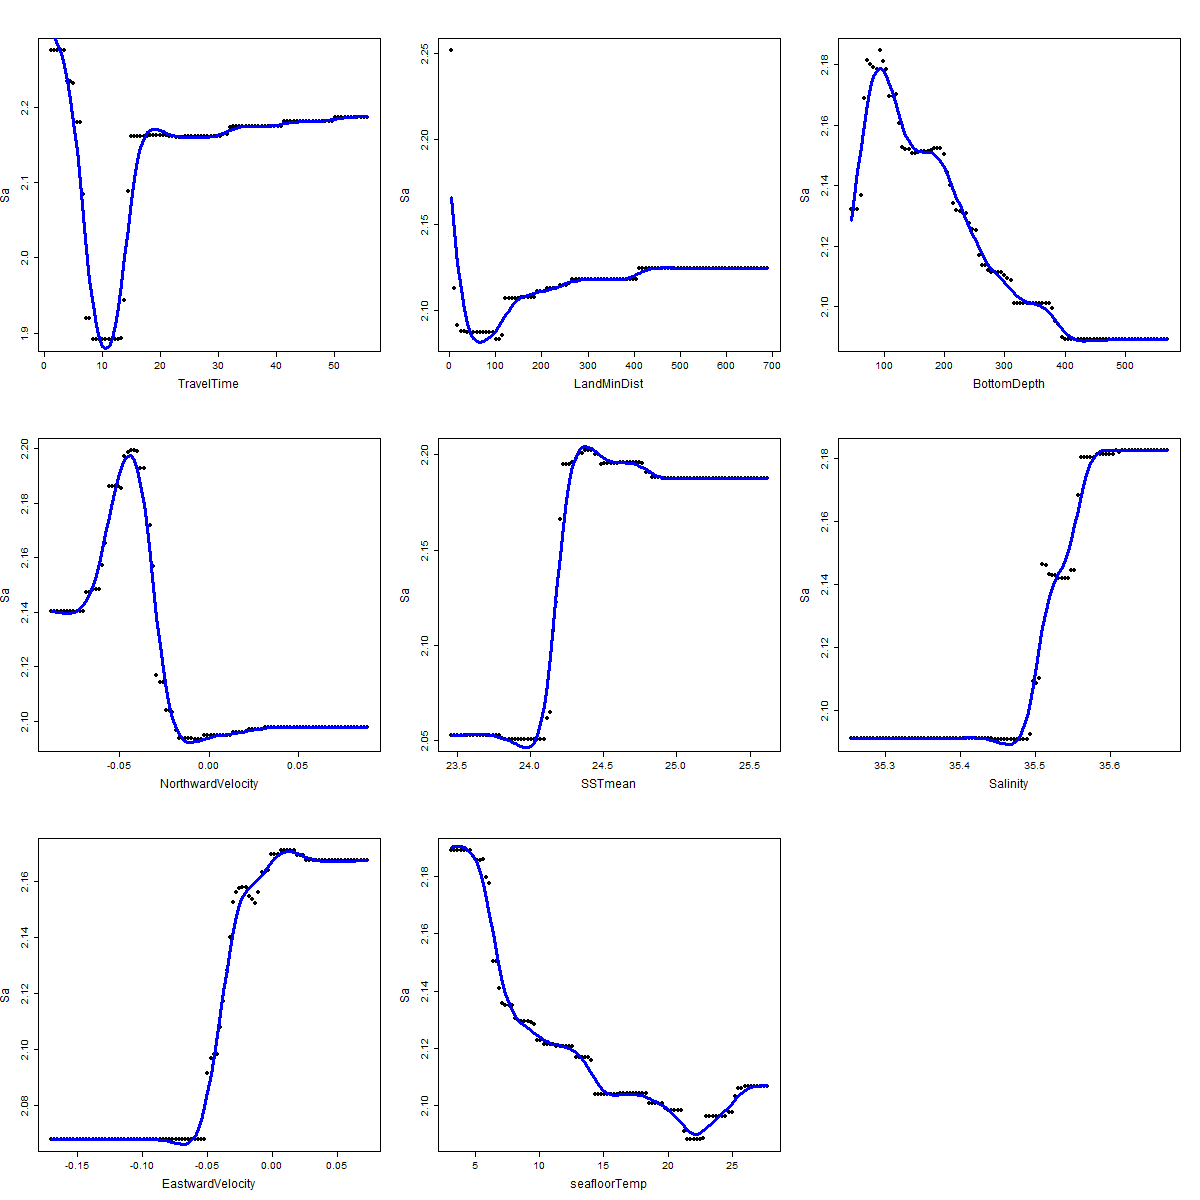 2.2
2.1
2.0
1.9
Sa
0 10 20 30 40 50
TravelTime
2.25
2.20
2.15
2.10
Sa
0 100 200 300 400 500 600 700
LandMinDist
2.18
2.16
2.14
2.12
2.10
Sa
100 200 300 400 500
BottomDepth
2.20
2.18
2.16
2.14
2.12
2.10
Sa
-0.05 0.00 0.05
NorthwardVelocity
2.20
2.15
2.10
2.05
Sa
23.5 24.0 24.5 25.0 25.5
SSTmean
2.18
2.16
2.14
2.12
2.10
Sa
35.3 35.4 35.5 35.6
Salinity
2.16
2.14
2.12
2.10
2.08
Sa
-0.15 -0.10 -0.05 0.00 0.05
EastwardVelocity
2.18
2.16
2.14
2.12
2.10
Sa
5 10 15 20 25
seafloorTemp